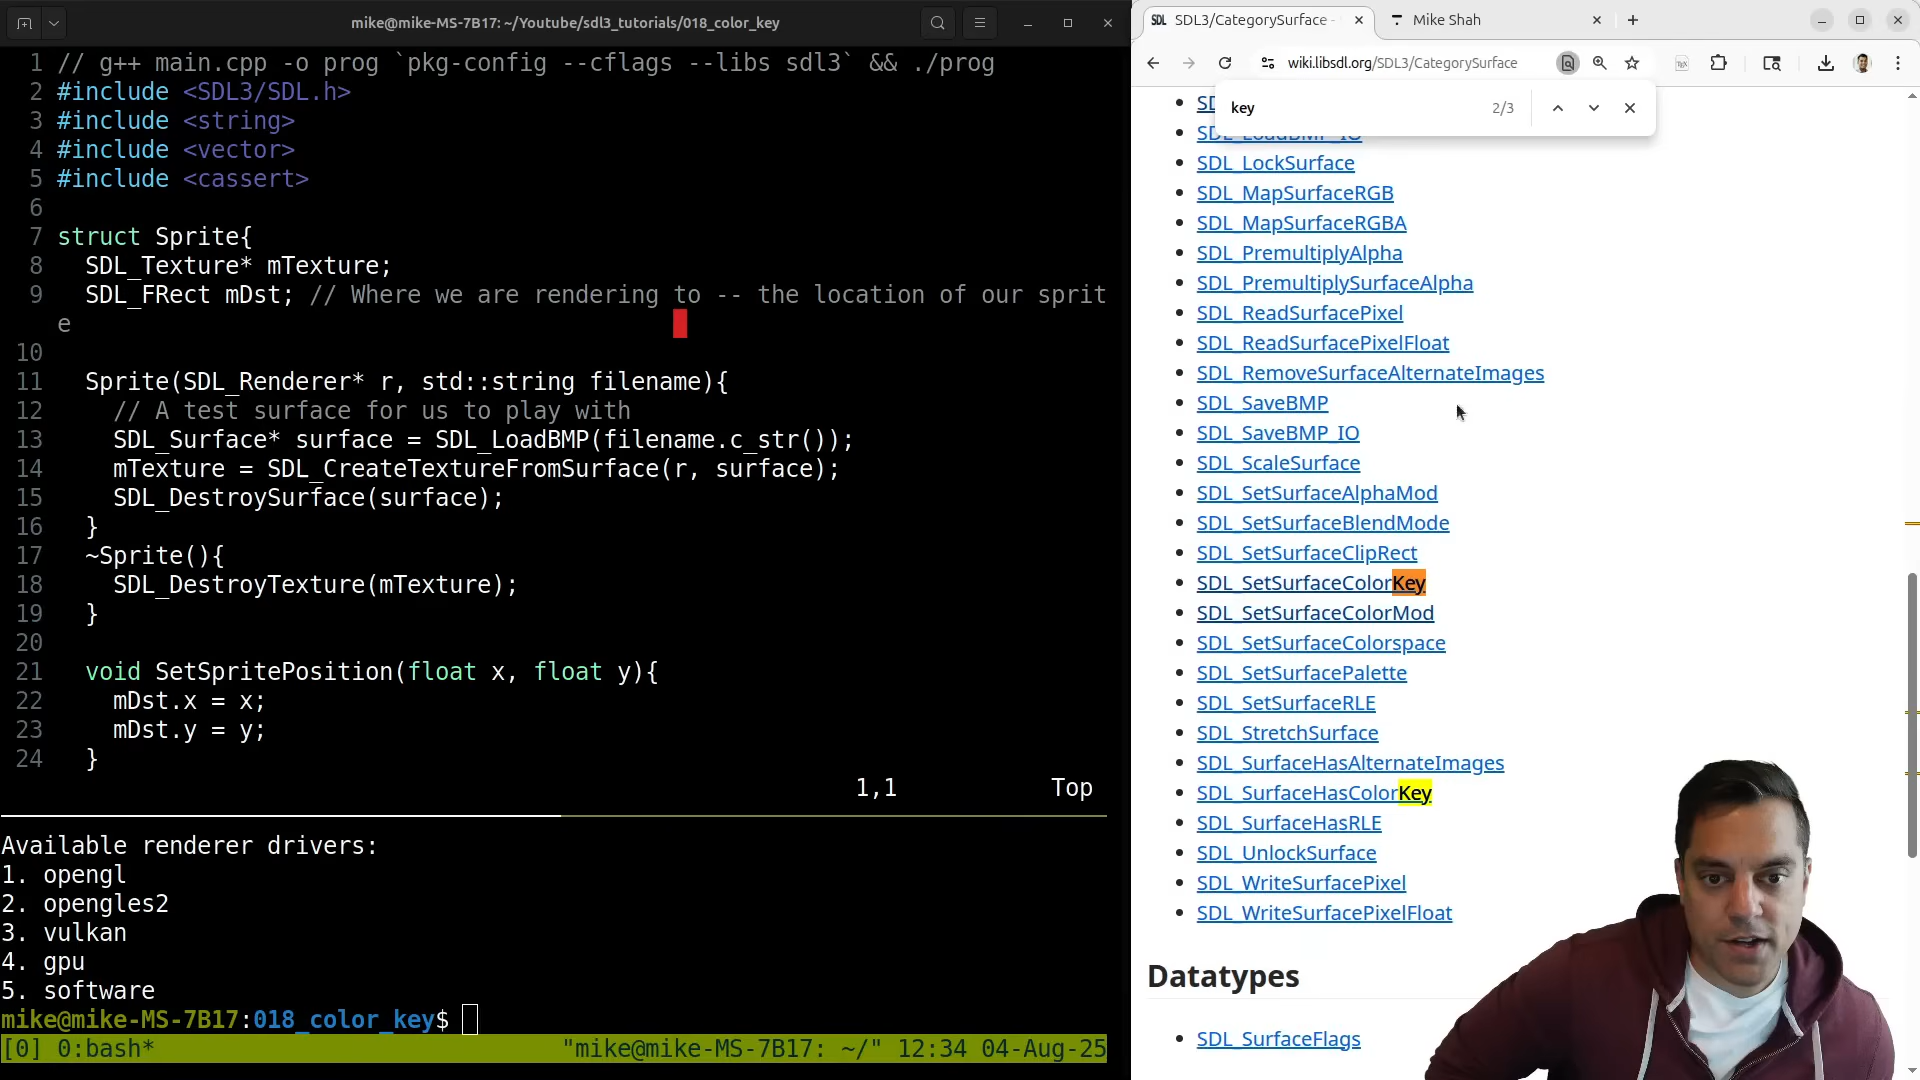 mike@mike-MS-7B17: ~/Youtube/sdl3_tutorials/018_color_key
1 // g++ main.cpp -o prog `pkg-config --cflags --libs sdl3` && ./prog
2 #include <SDL3/SDL.h>
3 #include <string>
4 #include <vector>
5 #include <cassert>
6
7 struct Sprite{
8 SDL_Texture* mTexture;
9 SDL_FRect mDst; // Where we are rendering to -- the location of our sprit
e
10
11 Sprite(SDL_Renderer* r, std::string filename){
12 // A test surface for us to play with
13 SDL_Surface* surface = SDL_LoadBMP(filename.c_str());
14 mTexture = SDL_CreateTextureFromSurface(r, surface);
15 SDL_DestroySurface(surface);
16 }
17 ~Sprite(){
18 SDL_DestroyTexture(mTexture);
19 }
20
21 void SetSpritePosition(float x, float y){
22 mDst.x = x;
23 mDst.y = y;
24 }
1,1 Top
Available renderer drivers:
1. opengl
2. opengles2
3. vulkan
4. gpu
5. software
mike@mike-MS-7B17:018_color_key$
[0] 0:bash* "mike@mike-MS-7B17: ~/" 12:34 04-Aug-25
SDL SDL3/CategorySurface -
Mike Shah
wiki.libsdl.org/SDL3/CategorySurface
key 2/3
SDL_LoadBMP_IO
SDL_LockSurface
SDL_MapSurfaceRGB
SDL_MapSurfaceRGBA
SDL_PremultiplyAlpha
SDL_PremultiplySurfaceAlpha
SDL_ReadSurfacePixel
SDL_ReadSurfacePixelFloat
SDL_RemoveSurfaceAlternateImages
SDL_SaveBMP
SDL_SaveBMP_IO
SDL_ScaleSurface
SDL_SetSurfaceAlphaMod
SDL_SetSurfaceBlendMode
SDL_SetSurfaceClipRect
SDL_SetSurfaceColorKey
SDL_SetSurfaceColorMod
SDL_SetSurfaceColorspace
SDL_SetSurfacePalette
SDL_SetSurfaceRLE
SDL_StretchSurface
SDL_SurfaceHasAlternateImages
SDL_SurfaceHasColorKey
SDL_SurfaceHasRLE
SDL_UnlockSurface
SDL_WriteSurfacePixel
SDL_WriteSurfacePixelFloat
Datatypes
SDL_SurfaceFlags